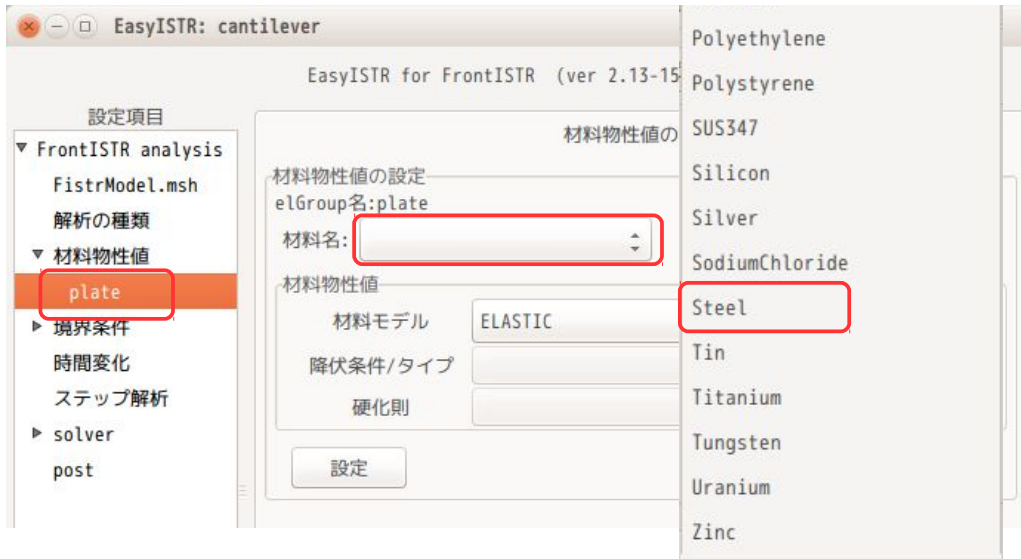 EasyISTR: cantilever
EasyISTR for FrontISTR (ver 2.13-15
設定項目
FrontISTR analysis
FistrModel.msh
解析の種類
材料物性値
plate
境界条件
時間変化
ステップ解析
solver
post
材料物性値の
材料物性値の設定
elGroup名:plate
材料名:
材料物性値
材料モデル
ELASTIC
降伏条件/タイプ
硬化則
設定
Polyethylene
Polystyrene
SUS347
Silicon
Silver
SodiumChloride
Steel
Tin
Titanium
Tungsten
Uranium
Zinc